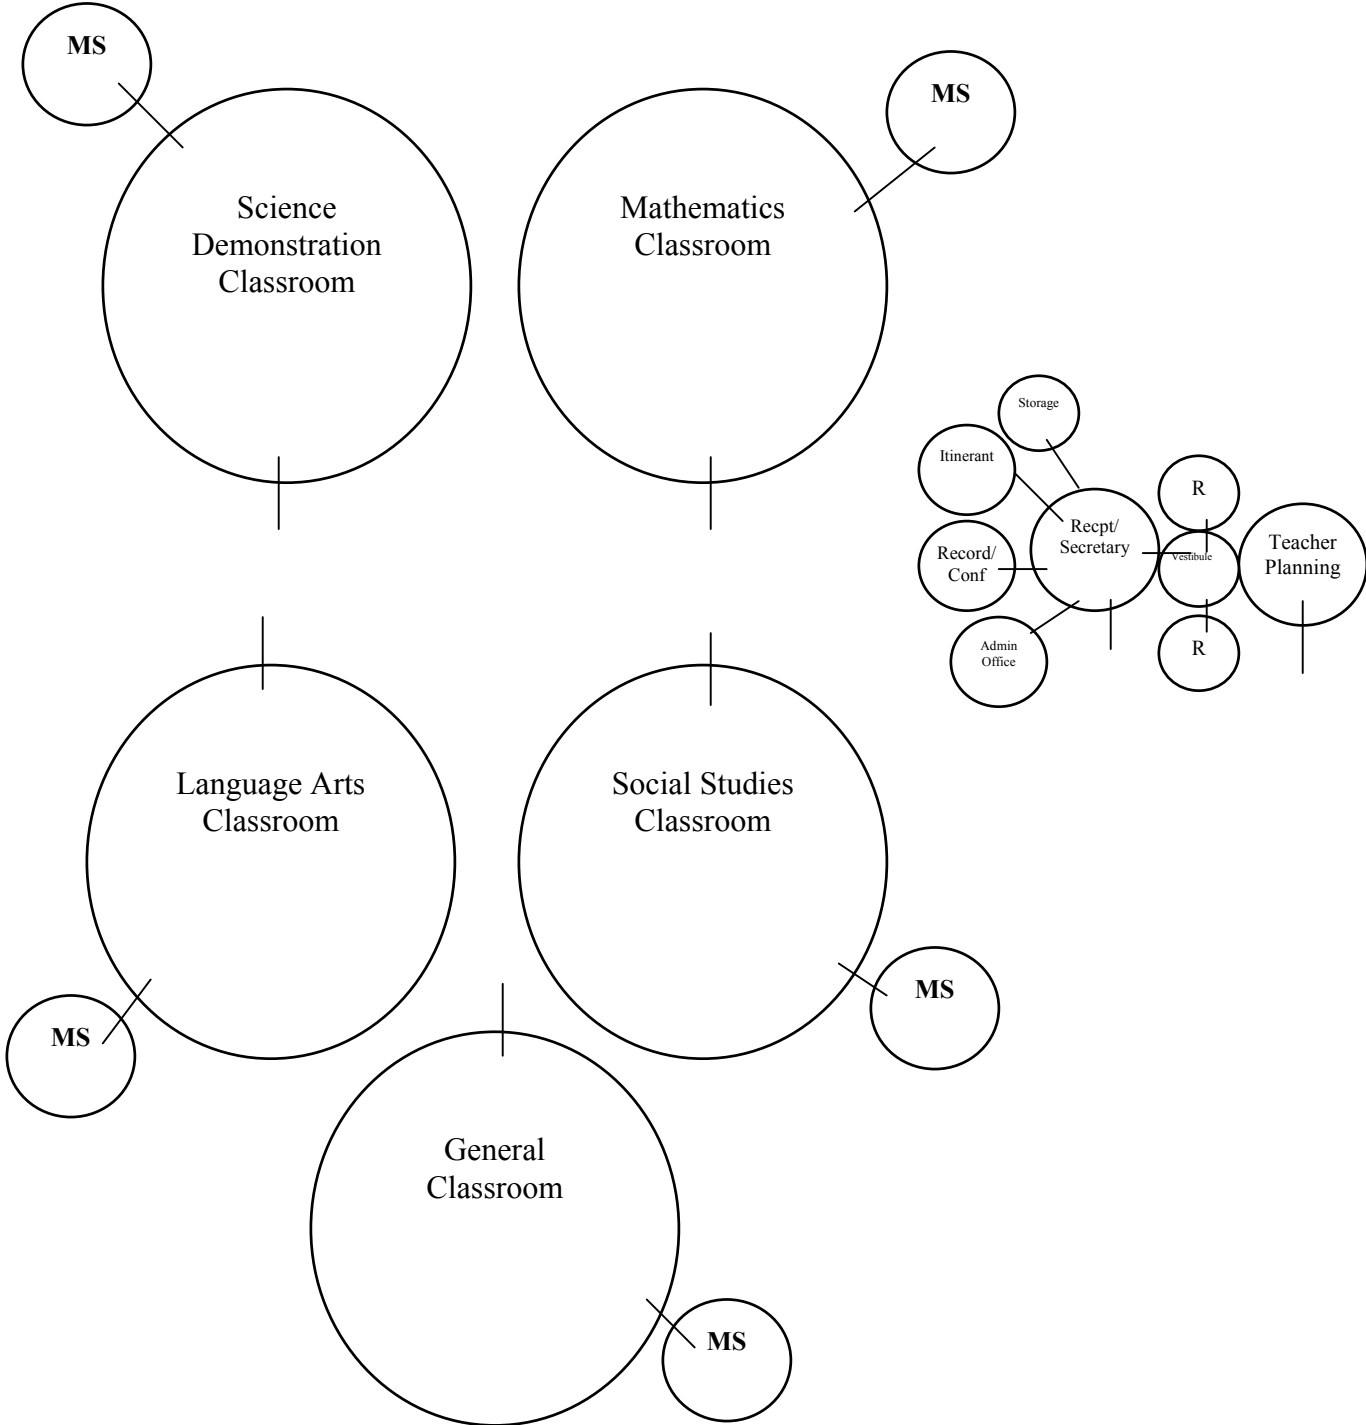 MS
MS
Science
Demonstration
Classroom
Mathematics
Classroom
Storage
Itinerant
R
Recpt/
Secretary
Vestibule
Teacher
Planning
Record/
Conf
Admin
Office
R
Language Arts
Classroom
Social Studies
Classroom
MS
MS
General
Classroom
MS